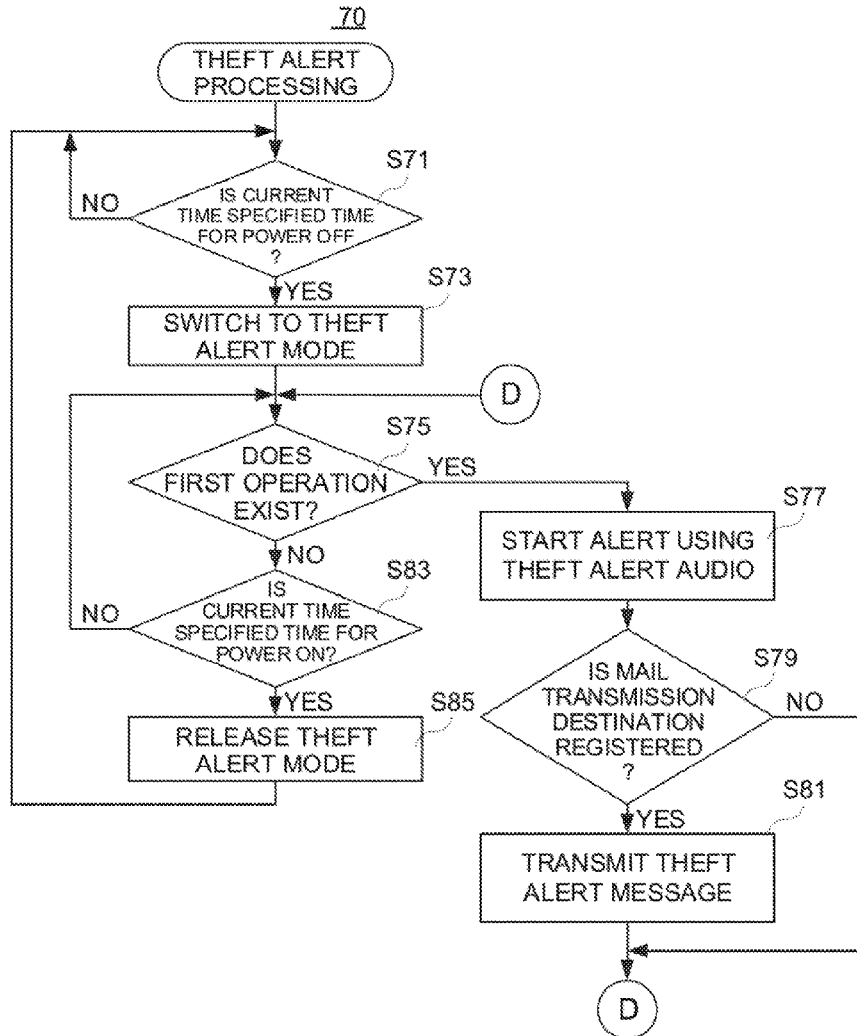 70
THEFT ALERT
PROCESSING
S71
IS CURRENT
TIME SPECIFIED TIME
FOR POWER OFF
?
NO
YES
S73
SWITCH TO THEFT
ALERT MODE
D
S75
DOES
FIRST OPERATION
EXIST?
YES
NO
S77
START ALERT USING
THEFT ALERT AUDIO
S83
IS
CURRENT TIME
SPECIFIED TIME FOR
POWER ON?
NO
YES
S79
IS MAIL
TRANSMISSION
DESTINATION
REGISTERED
?
NO
YES
S85
RELEASE THEFT
ALERT MODE
S81
TRANSMIT THEFT
ALERT MESSAGE
D